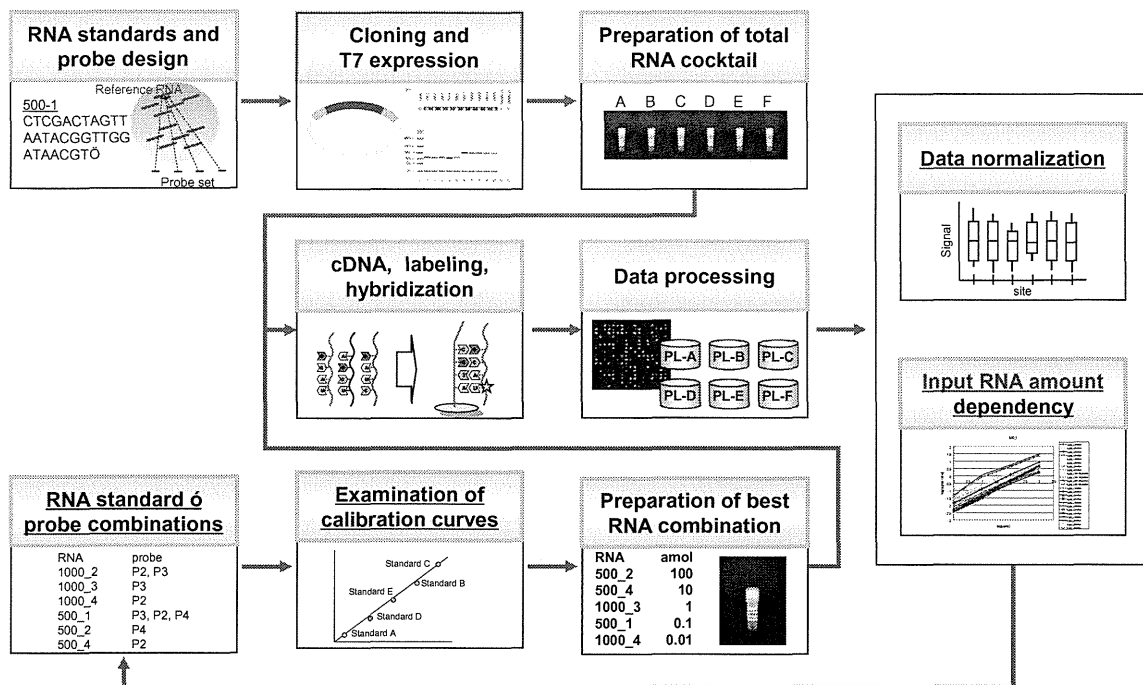 RNA standards and
probe design
Reference RNA
500-1
CTCGACTAGTT
AATACGGTTGG
ATAACGTÖ
Probe set
Cloning and
T7 expression
Preparation of total
RNA cocktail
A B C D E F
cDNA, labeling,
hybridization
Data processing
PL-A PL-B PL-C
PL-D PL-E PL-F
Data normalization
Signal
site
Input RNA amount
dependency
RNA standard ó
probe combinations
RNA probe
1000_2 P2, P3
1000_3 P3
1000_4 P2
500_1 P3, P2, P4
500_2 P4
500_4 P2
Examination of
calibration curves
Standard C
Standard B
Standard E
Standard D
Standard A
Preparation of best
RNA combination
RNA amol
500_2 100
500_4 10
1000_3 1
500_1 0.1
1000_4 0.01